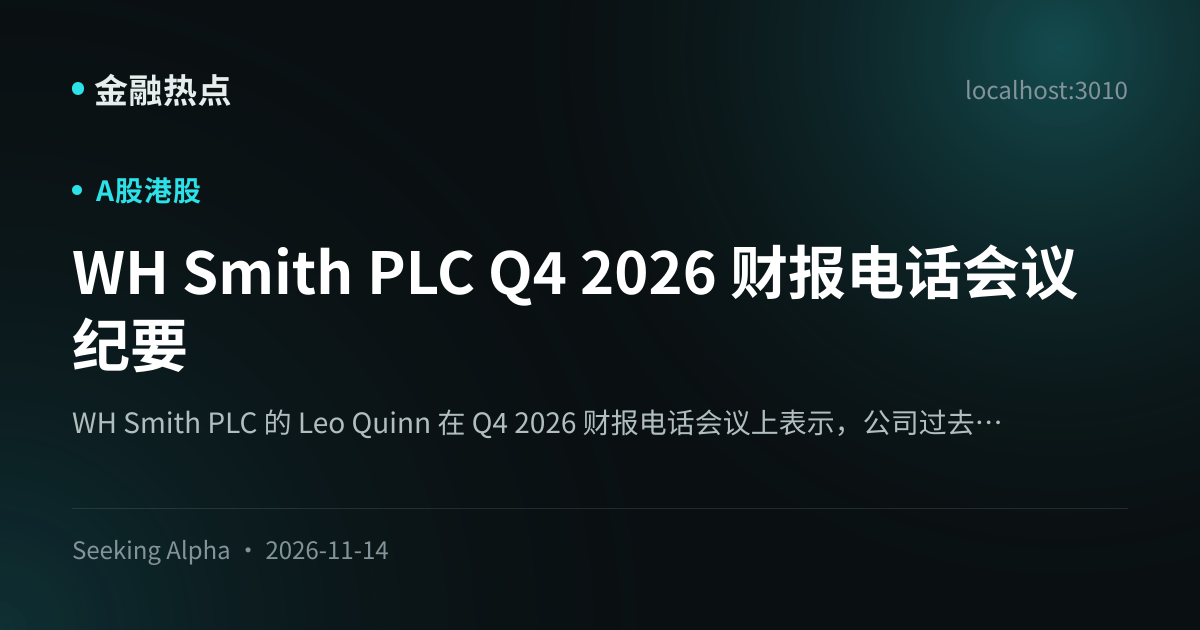 金融热点
localhost:3010
A股港股
WH Smith PLC Q4 2026 财报电话会议
纪要
WH Smith PLC 的 Leo Quinn 在 Q4 2026 财报电话会议上表示，公司过去…
Seeking Alpha • 2026-11-14